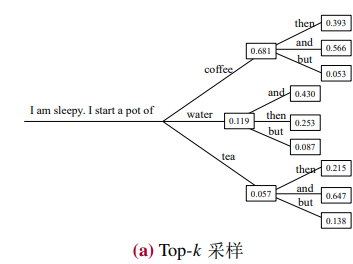 then 0.393
0.681 and 0.566
but 0.053
coffee
and 0.430
I am sleepy. I start a pot of water 0.119 then 0.253
but 0.087
tea
then 0.215
0.057 and 0.647
but 0.138
(a) Top-k 采样